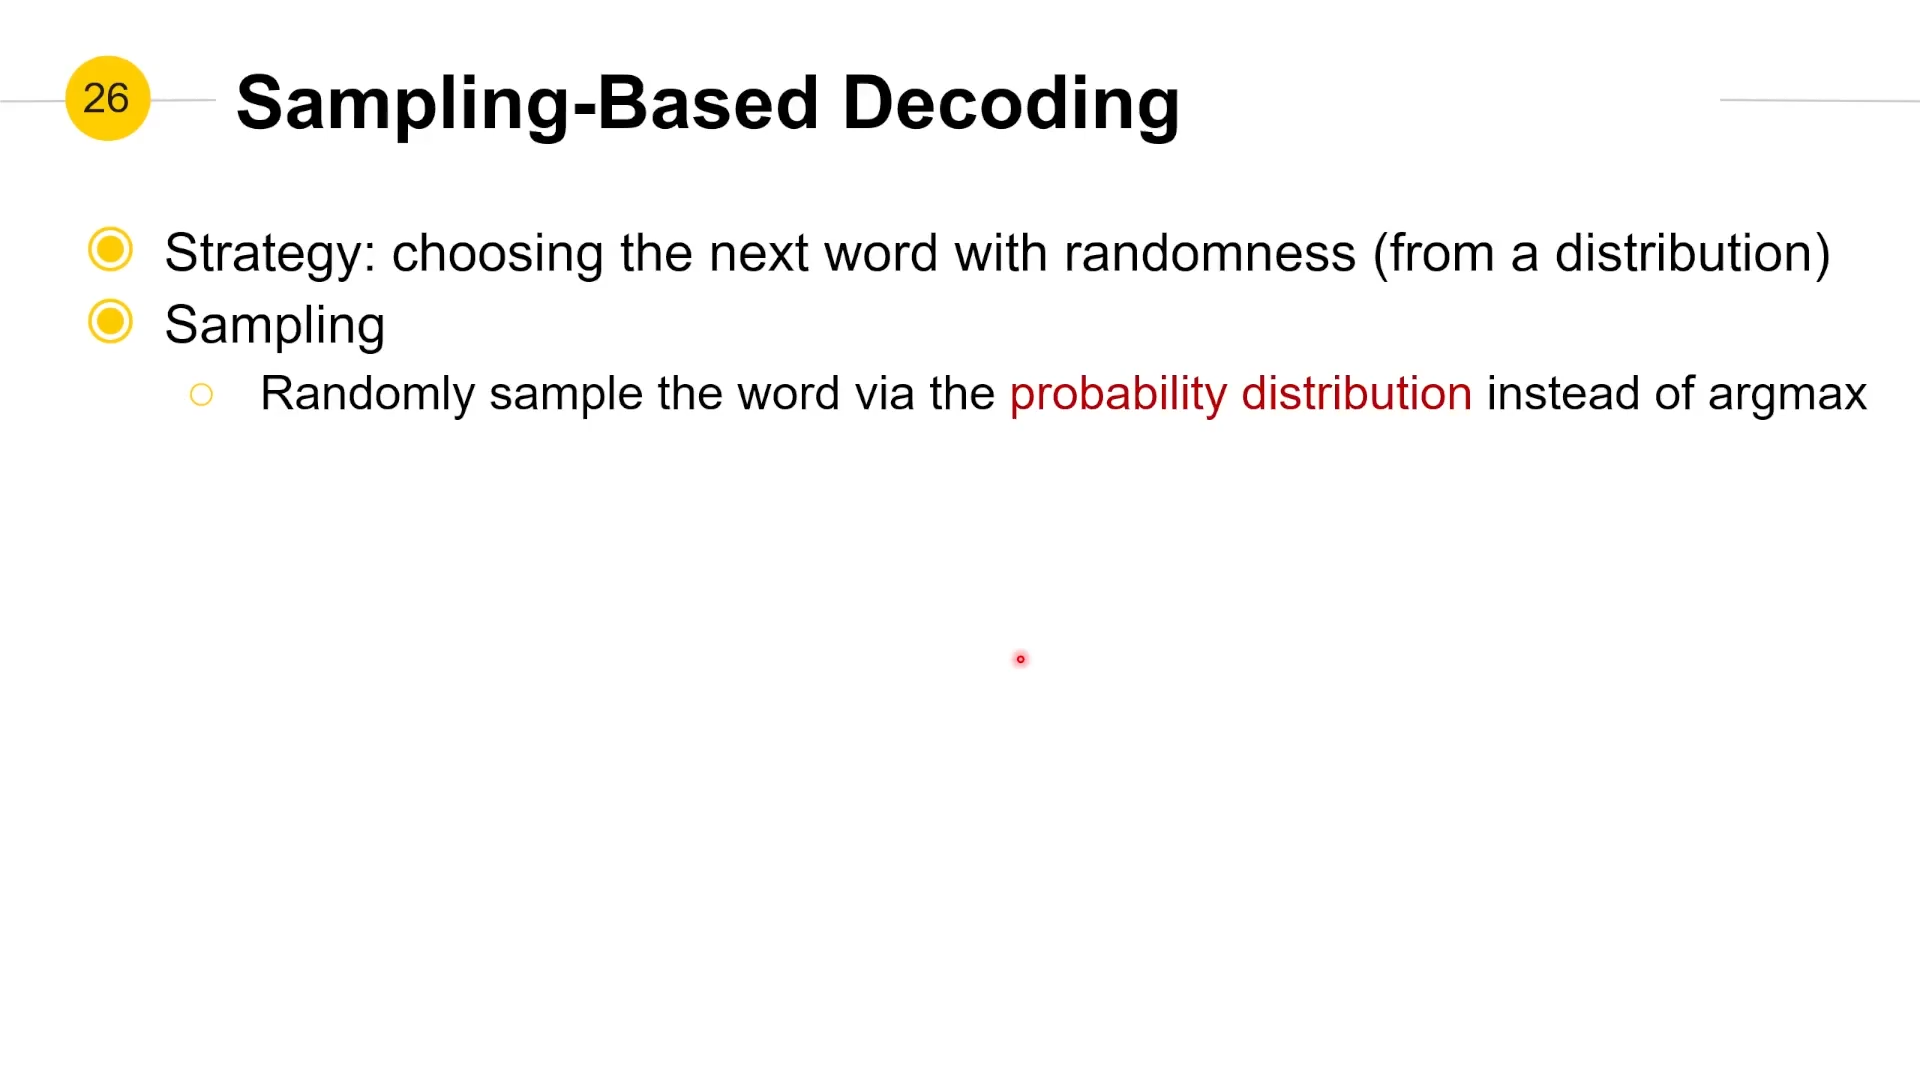 26
Sampling-Based Decoding
Strategy: choosing the next word with randomness (from a distribution)
Sampling
Randomly sample the word via the probability distribution instead of argmax